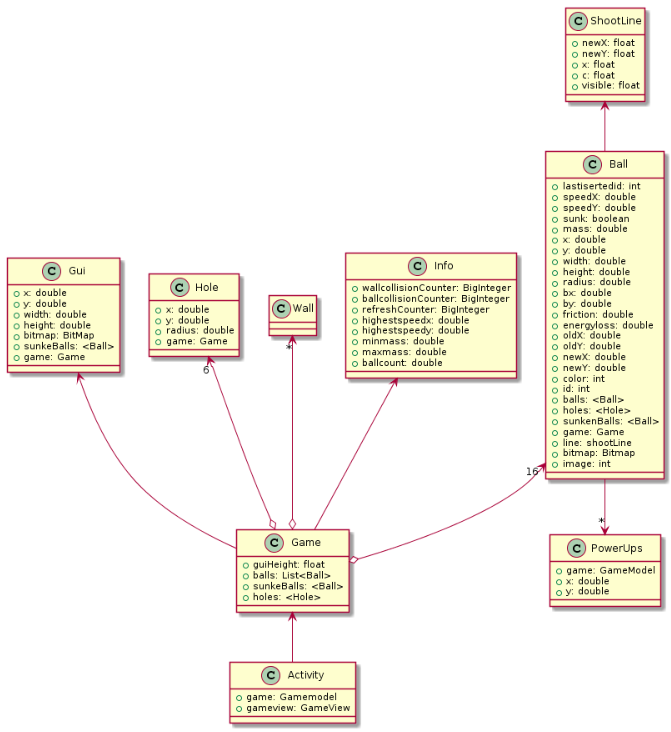 C ShootLine
newX: float
newY: float
x: float
c: float
visible: float
C Ball
lastisertedid: int
speedX: double
speedY: double
sunk: boolean
mass: double
x: double
y: double
width: double
height: double
radius: double
bx: double
by: double
friction: double
energyloss: double
oldX: double
oldY: double
newX: double
newY: double
color: int
id: int
balls: <Ball>
holes: <Hole>
sunkenBalls: <Ball>
game: Game
line: shootLine
bitmap: Bitmap
image: int
C Gui
x: double
y: double
width: double
height: double
bitmap: BitMap
sunkeBalls: <Ball>
game: Game
C Hole
x: double
y: double
radius: double
game: Game
6
C Wall
*
C Info
wallcollisionCounter: BigInteger
ballcollisionCounter: BigInteger
refreshCounter: BigInteger
highestspeedx: double
highestspeedy: double
minmass: double
maxmass: double
ballcount: double
16
*
C Game
guiHeight: float
balls: List<Ball>
sunkeBalls: <Ball>
holes: <Hole>
C PowerUps
game: GameModel
x: double
y: double
C Activity
game: Gamemodel
gameview: GameView